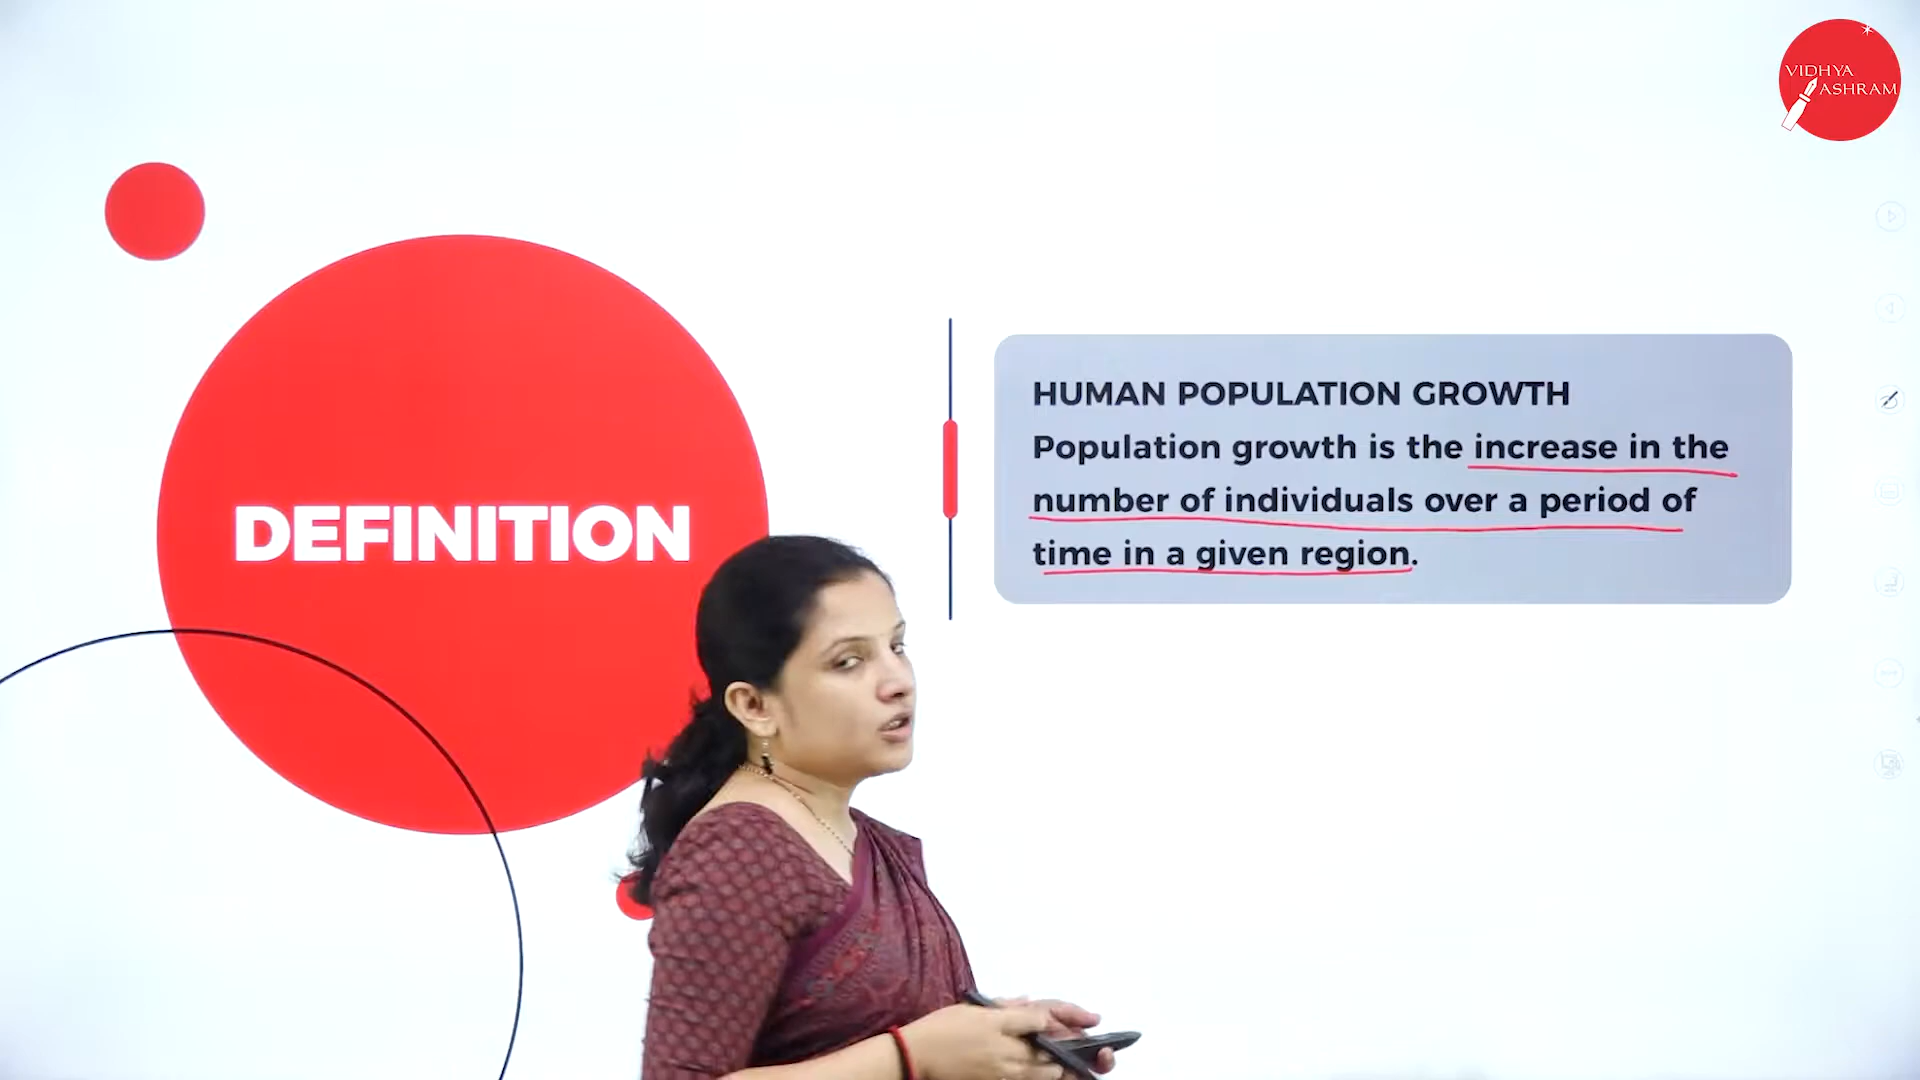 VIDHYA
ASHRAM
DEFINITION
HUMAN POPULATION GROWTH
Population growth is the increase in the
number of individuals over a period of
time in a given region.